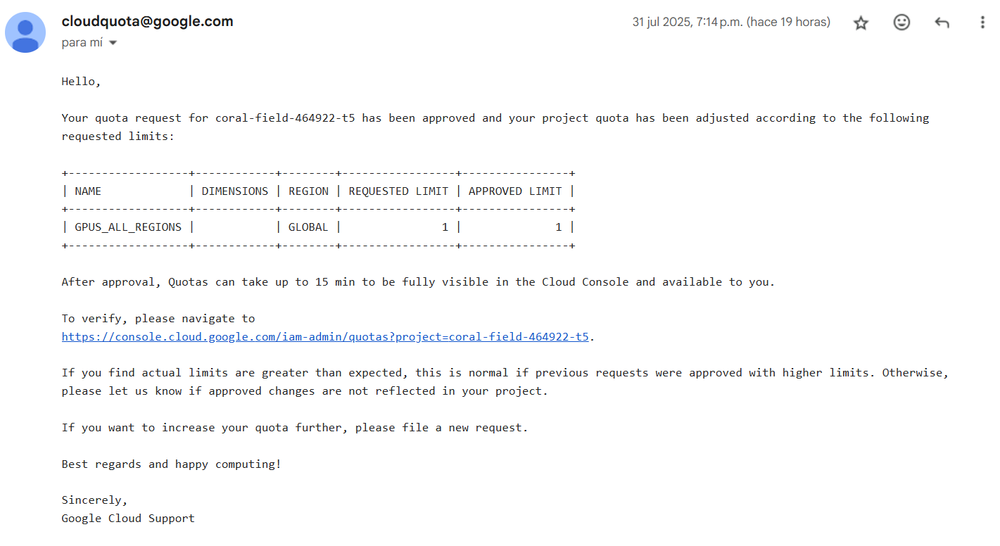 cloudquota@google.com
31 jul 2025, 7:14 p.m. (hace 19 horas)
para mí
Hello,
Your quota request for coral-field-464922-t5 has been approved and your project quota has been adjusted according to the following
requested limits:
+------------------+------------+--------+-----------------+----------------+
| NAME             | DIMENSIONS | REGION | REQUESTED LIMIT | APPROVED LIMIT |
+------------------+------------+--------+-----------------+----------------+
| GPUS_ALL_REGIONS |            | GLOBAL |               1 |              1 |
+------------------+------------+--------+-----------------+----------------+
After approval, Quotas can take up to 15 min to be fully visible in the Cloud Console and available to you.
To verify, please navigate to
https://console.cloud.google.com/iam-admin/quotas?project=coral-field-464922-t5.
If you find actual limits are greater than expected, this is normal if previous requests were approved with higher limits. Otherwise,
please let us know if approved changes are not reflected in your project.
If you want to increase your quota further, please file a new request.
Best regards and happy computing!
Sincerely,
Google Cloud Support